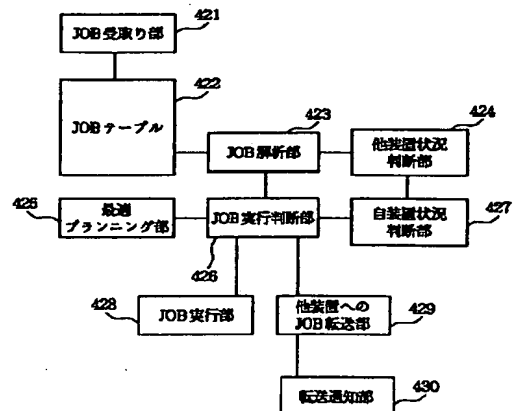 JOB受取り部
421
422
JOBテーブル
423
JOB解析部
424
他装置状況
判断部
425
最適
プランニング部
JOB実行判断部
426
自装置状況
判断部
427
428
JOB実行部
他装置への
JOB転送部
429
転送通知部
430